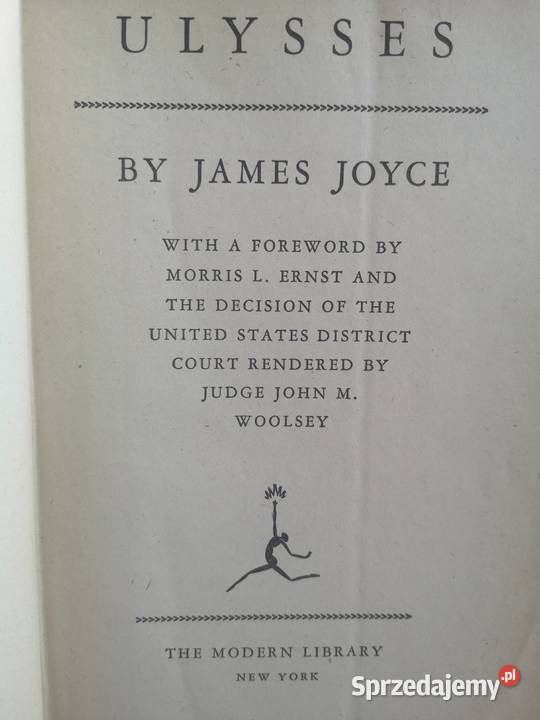 ULYSSES
BY JAMES JOYCE
WITH A FOREWORD BY
MORRIS L. ERNST AND
THE DECISION OF THE
UNITED STATES DISTRICT
COURT RENDERED BY
JUDGE JOHN M.
WOOLSEY
THE MODERN LIBRARY
NEW YORK
Sprzedajemy.pl